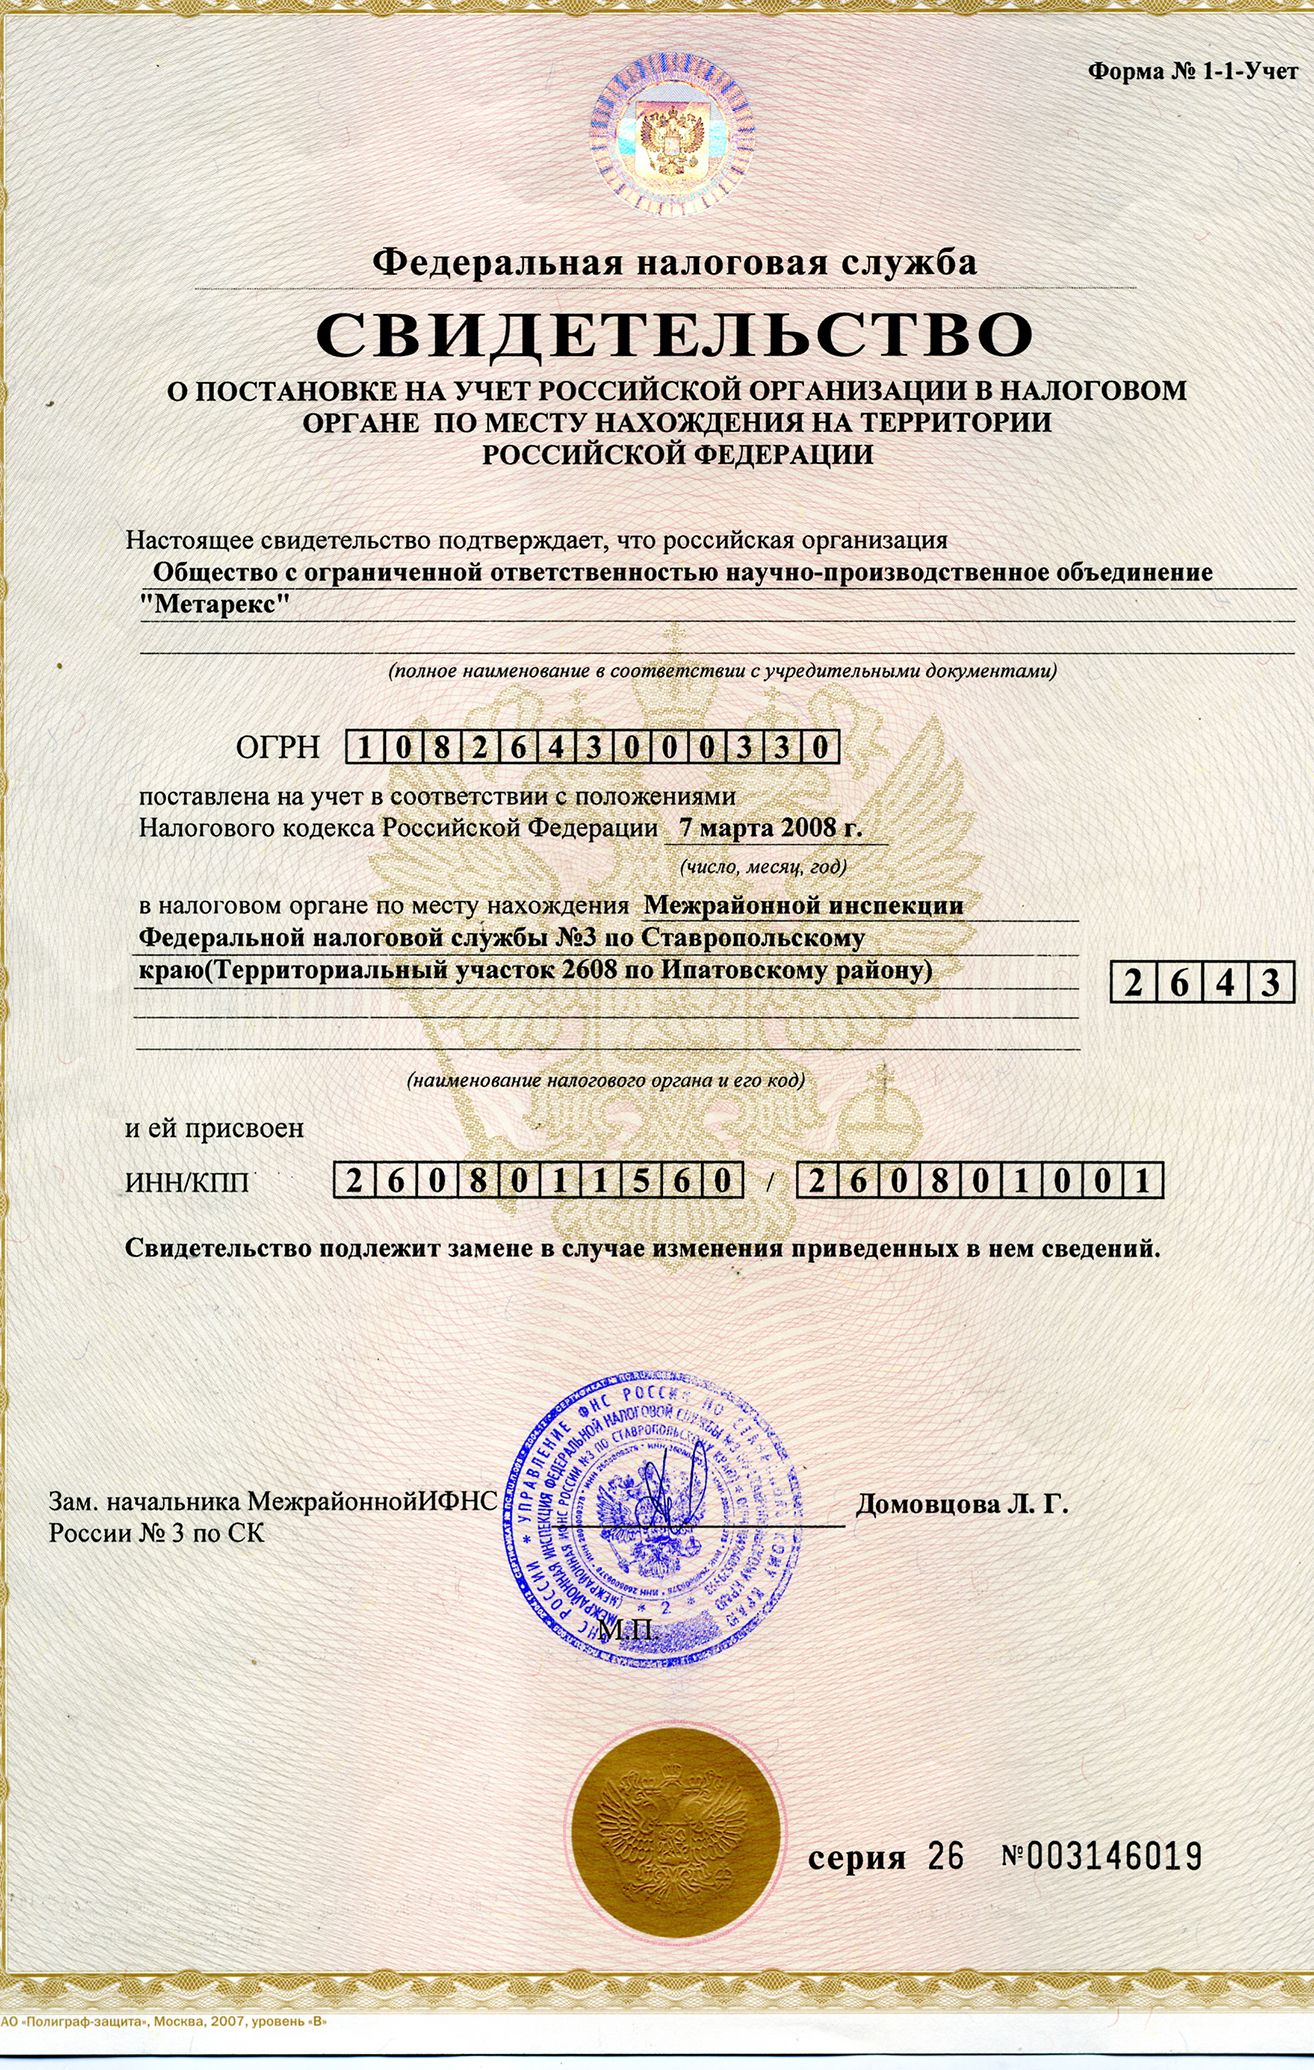 Форма № 1-1-Учет
Федеральная налоговая служба
СВИДЕТЕЛЬСТВО
О ПОСТАНОВКЕ НА УЧЕТ РОССИЙСКОЙ ОРГАНИЗАЦИИ В НАЛОГОВОМ
ОРГАНЕ ПО МЕСТУ НАХОЖДЕНИЯ НА ТЕРРИТОРИИ
РОССИЙСКОЙ ФЕДЕРАЦИИ
Настоящее свидетельство подтверждает, что российская организация
Общество с ограниченной ответственностью научно-производственное объединение
"Метарекс"
(полное наименование в соответствии с учредительными документами)
ОГРН 1082643000330
поставлена на учет в соответствии с положениями
Налогового кодекса Российской Федерации 7 марта 2008 г.
(число, месяц, год)
в налоговом органе по месту нахождения Межрайонной инспекции
Федеральной налоговой службы №3 по Ставропольскому
краю(Территориальный участок 2608 по Ипатовскому району)
2643
(наименование налогового органа и его код)
и ей присвоен
ИНН/КПП 2608011560 / 260801001
Свидетельство подлежит замене в случае изменения приведенных в нем сведений.
УПРАВЛЕНИЕ ФНС РОССИИ ПО СТАВРОПОЛЬСКОМУ КРАЮ
МЕЖРАЙОННАЯ ИНСПЕКЦИЯ ФЕДЕРАЛЬНОЙ НАЛОГОВОЙ СЛУЖБЫ №3
(МЕЖРАЙОННАЯ ИФНС РОССИИ №3 ПО СТАВРОПОЛЬСКОМУ КРАЮ)
* 2 *
Зам. начальника МежрайоннойИФНС
России № 3 по СК
Домовцова Л. Г.
М.П.
серия 26 №003146019
АО «Полиграф-защита», Москва, 2007, уровень «В»